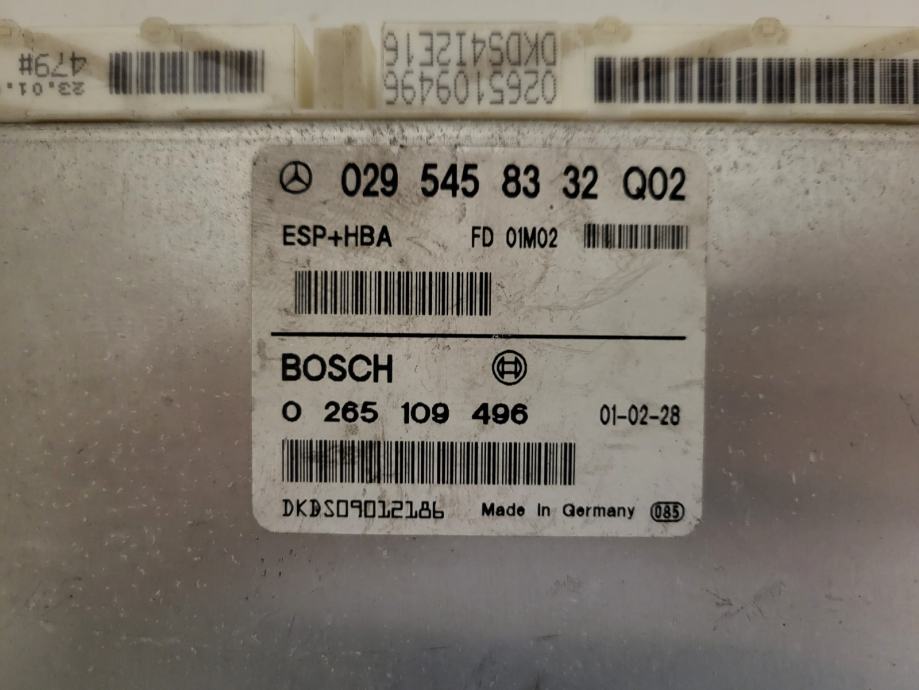 23.01.
479#
0265109496
DKDS4I2E16
029 545 83 32 Q02
ESP+HBA FD 01M02
BOSCH
0 265 109 496 01-02-28
DKDS09012186 Made in Germany 085